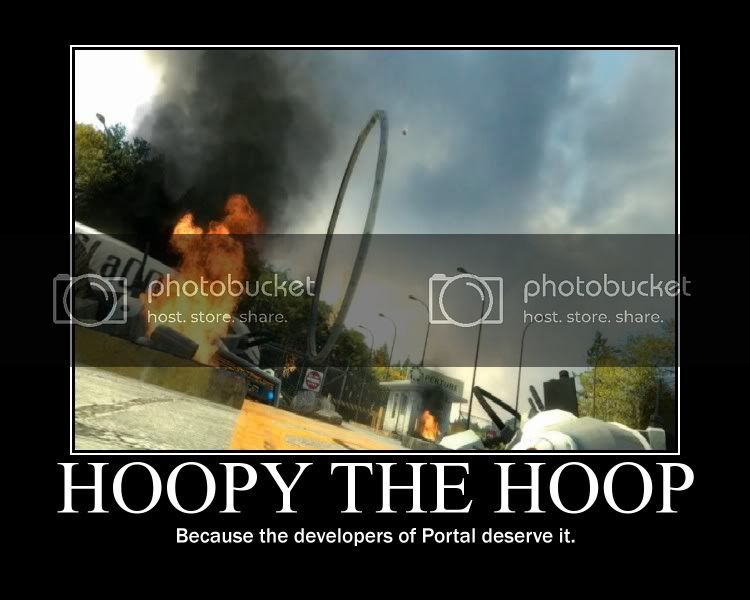 photobucket
host. store. share.
photobucket
host. store. share.
HOOPY THE HOOP
Because the developers of Portal deserve it.